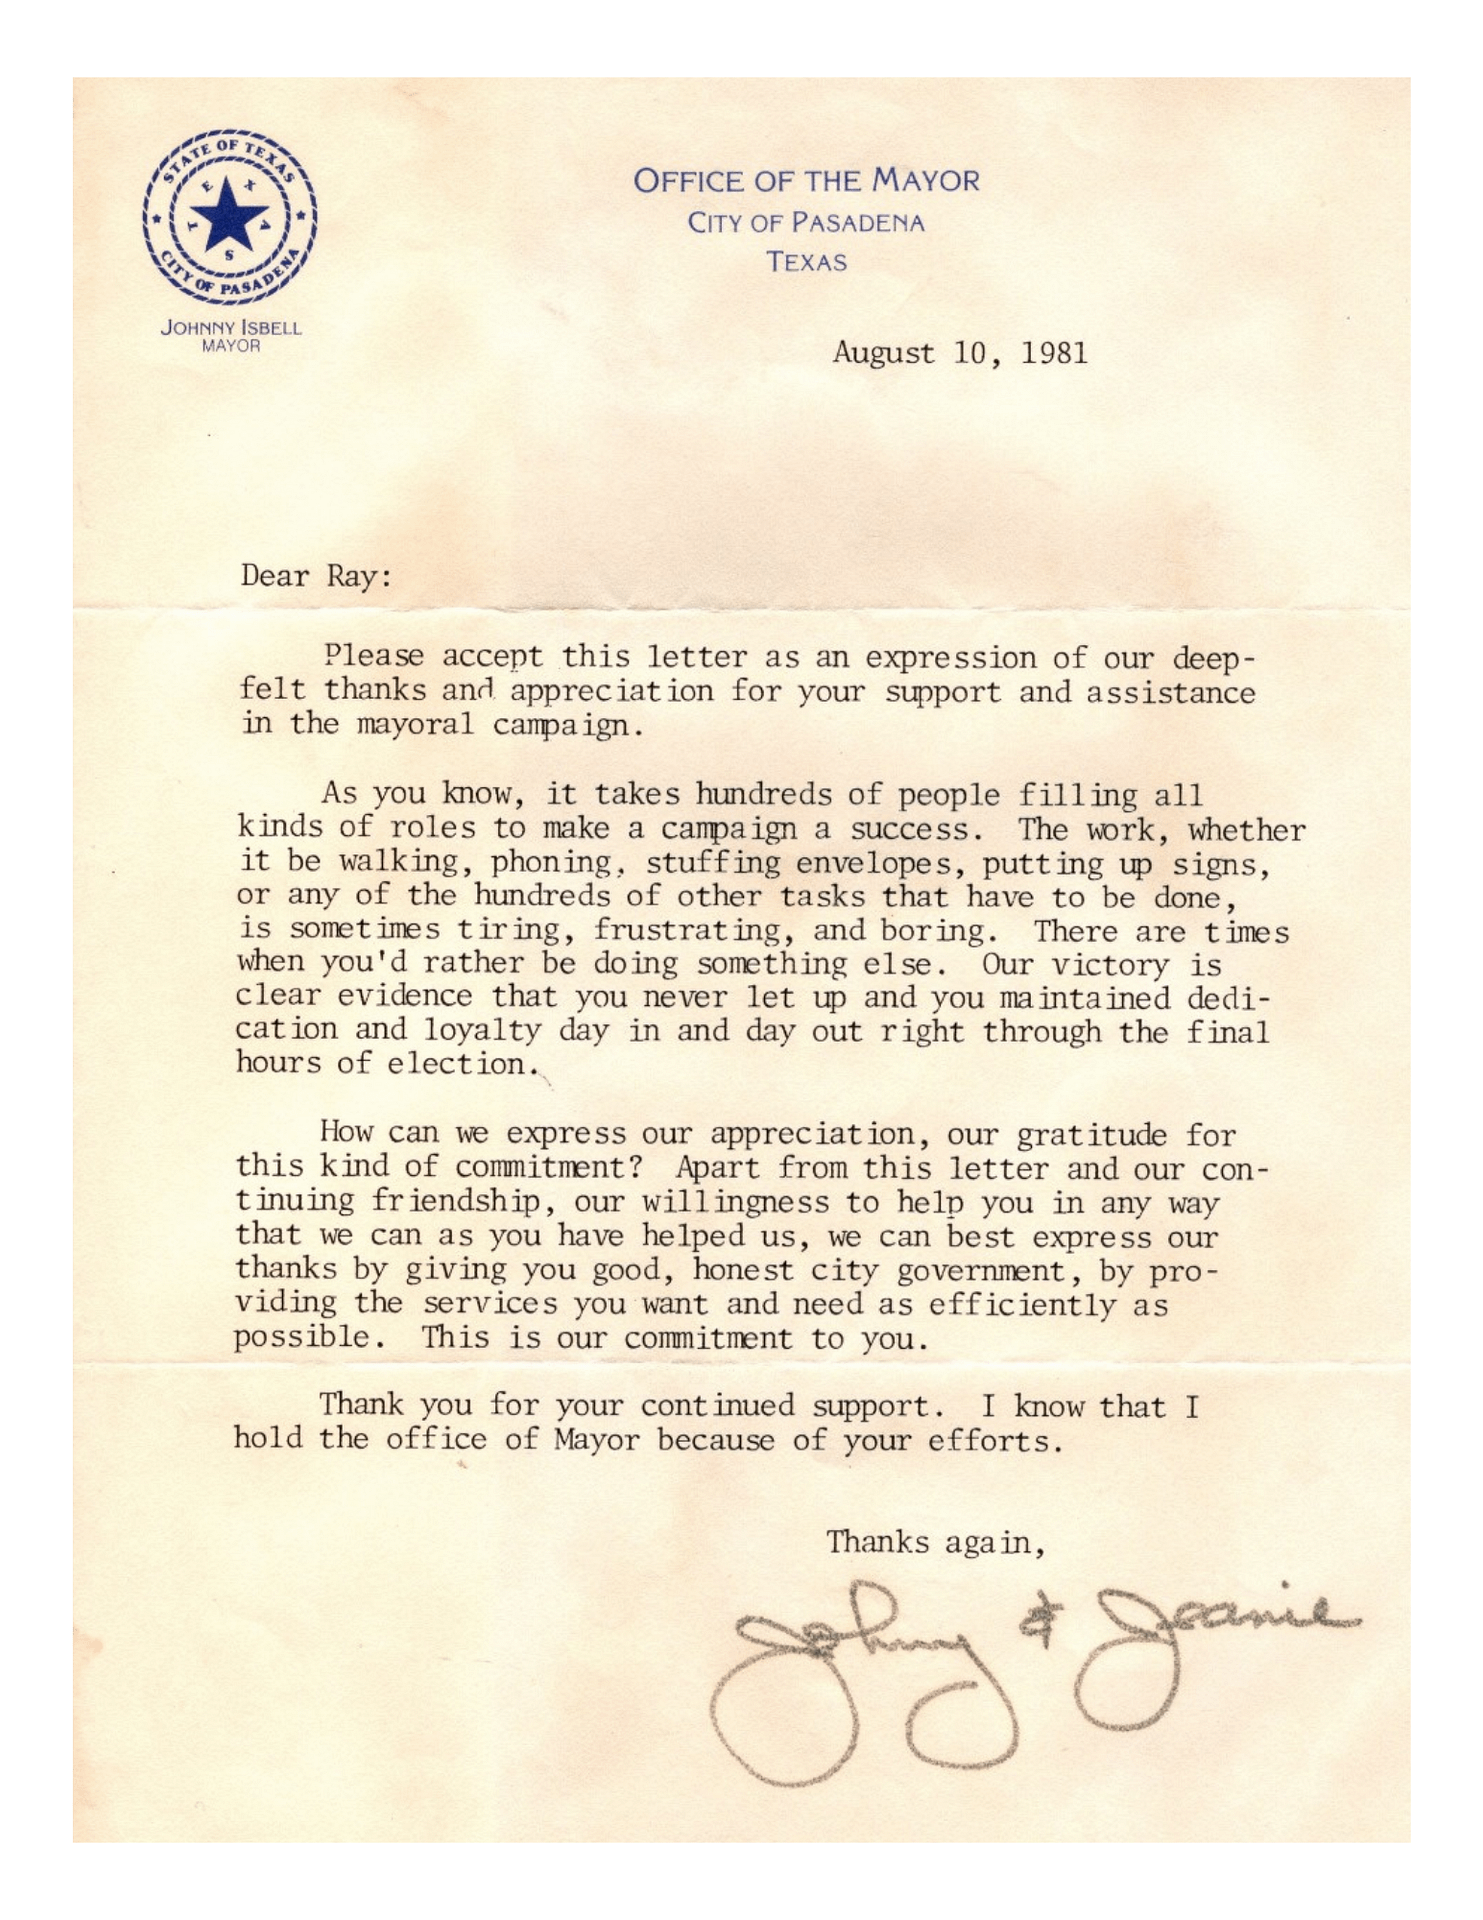 STATE OF TEXAS
TEXAS
CITY OF PASADENA
JOHNNY ISBELL
MAYOR
OFFICE OF THE MAYOR
CITY OF PASADENA
TEXAS
August 10, 1981
Dear Ray:
Please accept this letter as an expression of our deep-
felt thanks and appreciation for your support and assistance
in the mayoral campaign.
As you know, it takes hundreds of people filling all
kinds of roles to make a campaign a success. The work, whether
it be walking, phoning, stuffing envelopes, putting up signs,
or any of the hundreds of other tasks that have to be done,
is sometimes tiring, frustrating, and boring. There are times
when you'd rather be doing something else. Our victory is
clear evidence that you never let up and you maintained dedi-
cation and loyalty day in and day out right through the final
hours of election.
How can we express our appreciation, our gratitude for
this kind of commitment? Apart from this letter and our con-
tinuing friendship, our willingness to help you in any way
that we can as you have helped us, we can best express our
thanks by giving you good, honest city government, by pro-
viding the services you want and need as efficiently as
possible. This is our commitment to you.
Thank you for your continued support. I know that I
hold the office of Mayor because of your efforts.
Thanks again,
Johnny & Jeanie